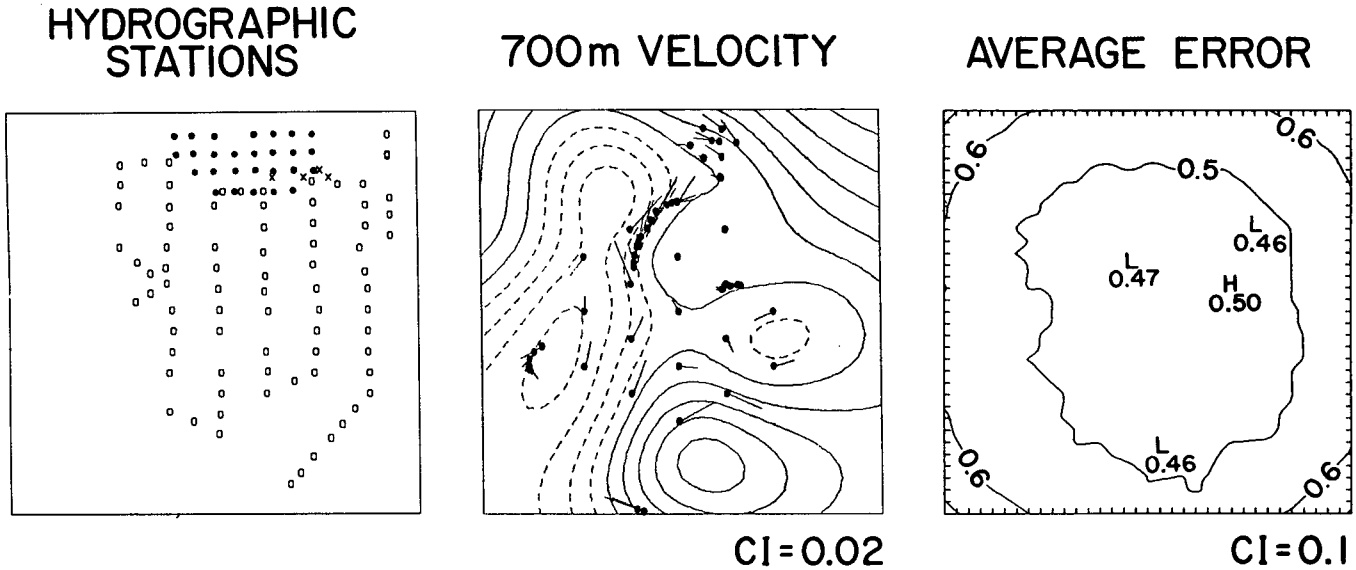 HYDROGRAPHIC
STATIONS
700m VELOCITY
AVERAGE ERROR
0.6
0.6
0.5
L
0.46
L
0.47
H
0.50
L
0.46
0.6
0.6
CI=0.02
CI=0.1